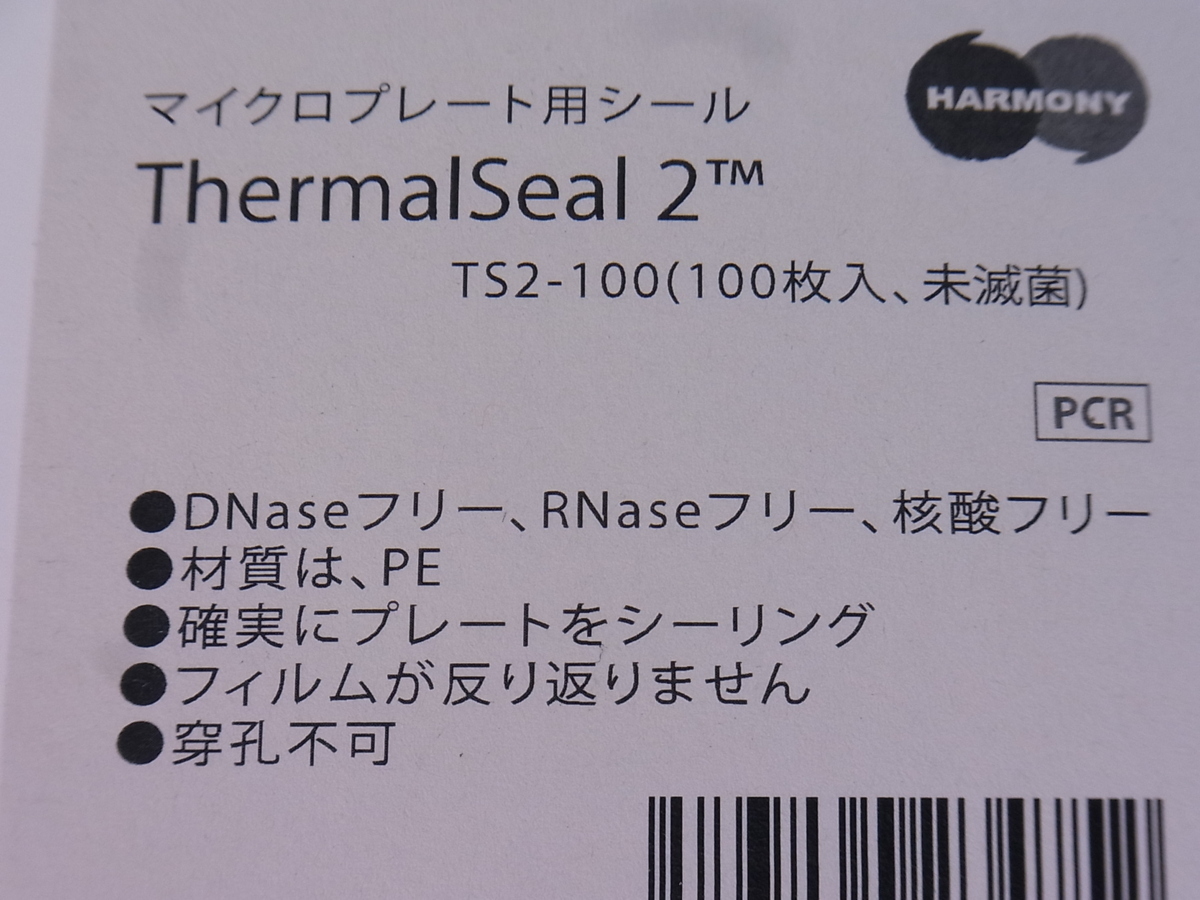 HARMONY
マイクロプレート用シール
ThermalSeal 2™
TS2-100(100枚入、未滅菌)
PCR
●DNaseフリー、RNaseフリー、核酸フリー
●材質は、PE
●確実にプレートをシーリング
●フィルムが反り返りません
●穿孔不可